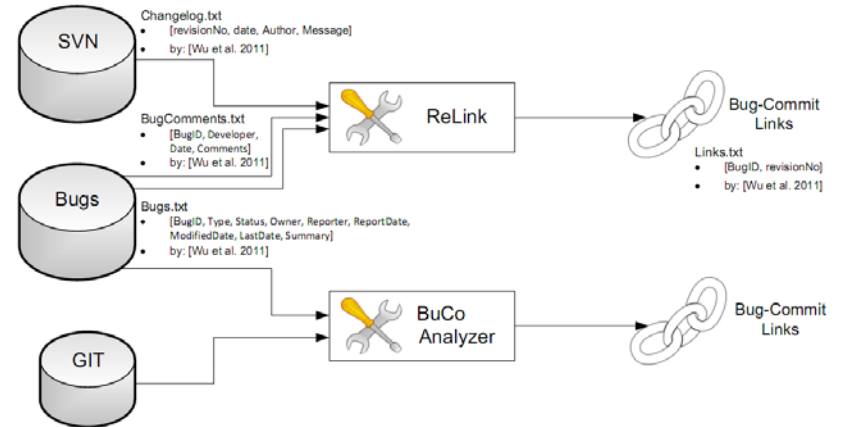 Changelog.txt
• [revisionNo, date, Author, Message]
• by: [Wu et al. 2011]
SVN
BugComments.txt
• [BugID, Developer,
Date, Comments]
• by: [Wu et al. 2011]
ReLink
Bug-Commit
Links
Links.txt
• [BugID, revisionNo]
• by: [Wu et al. 2011]
Bugs
Bugs.txt
• [BugID, Type, Status, Owner, Reporter, ReportDate,
ModifiedDate, LastDate, Summary]
• by: [Wu et al. 2011]
BuCo
Analyzer
Bug-Commit
Links
GIT